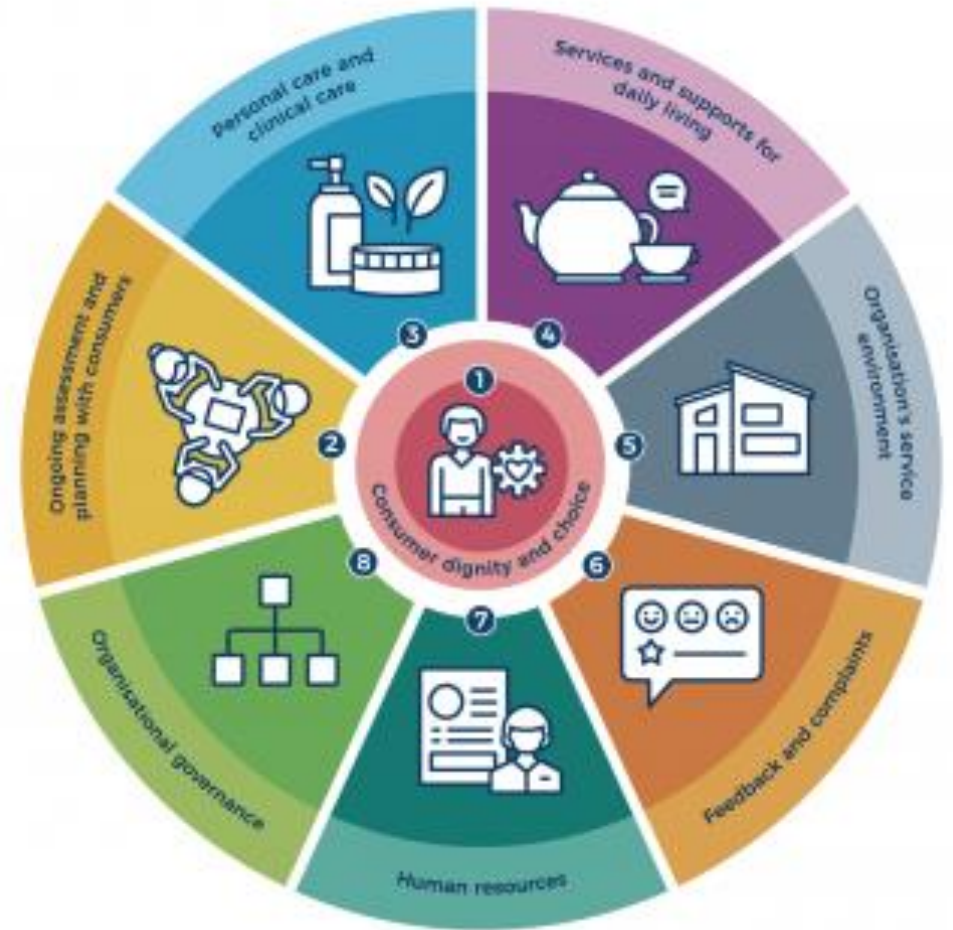 1
Consumer dignity and choice
2
Ongoing assessment and
planning with consumers
3
Personal care and
clinical care
4
Services and supports for
daily living
5
Organisation's service
environment
6
Feedback and complaints
7
Human resources
8
Organisational governance